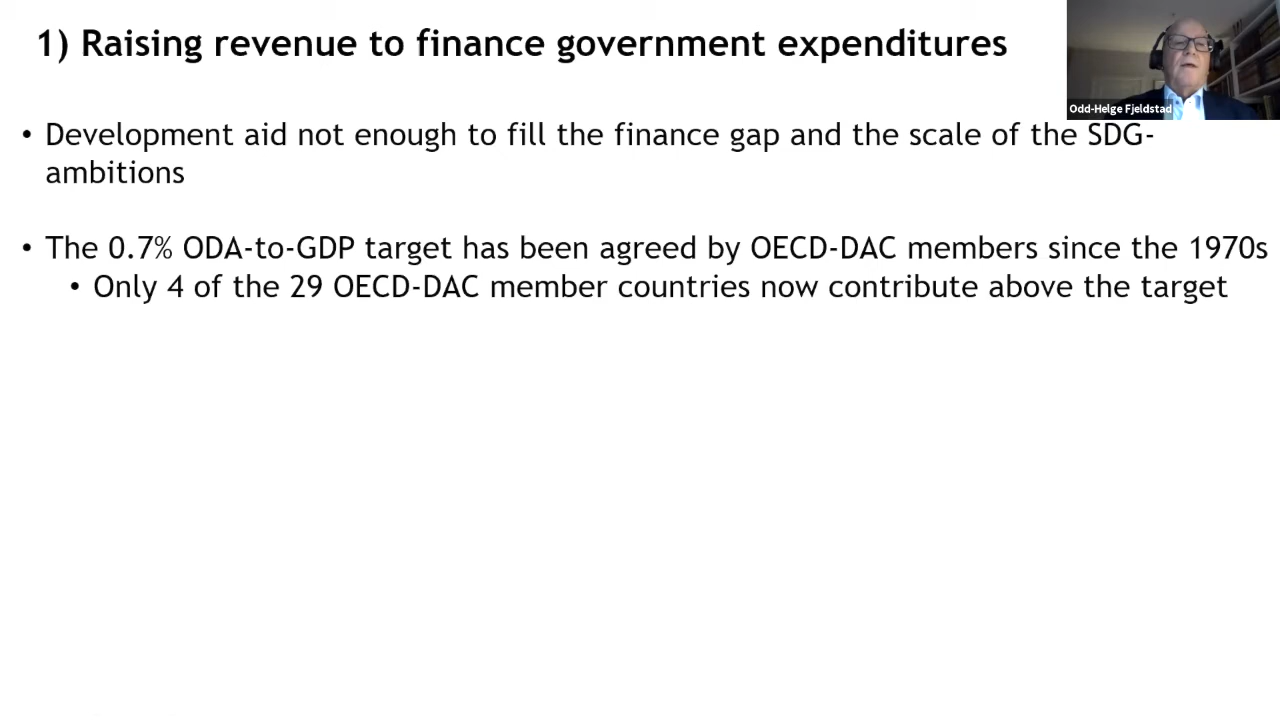 1) Raising revenue to finance government expenditures
Odd-Helge Fjeldstad
• Development aid not enough to fill the finance gap and the scale of the SDG-
ambitions
• The 0.7% ODA-to-GDP target has been agreed by OECD-DAC members since the 1970s
• Only 4 of the 29 OECD-DAC member countries now contribute above the target